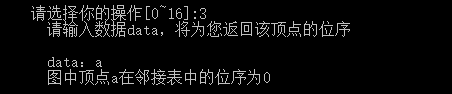 请选择你的操作[0~16]:3
请输入数据data，将为您返回该顶点的位序
data：a
图中顶点a在邻接表中的位序为0